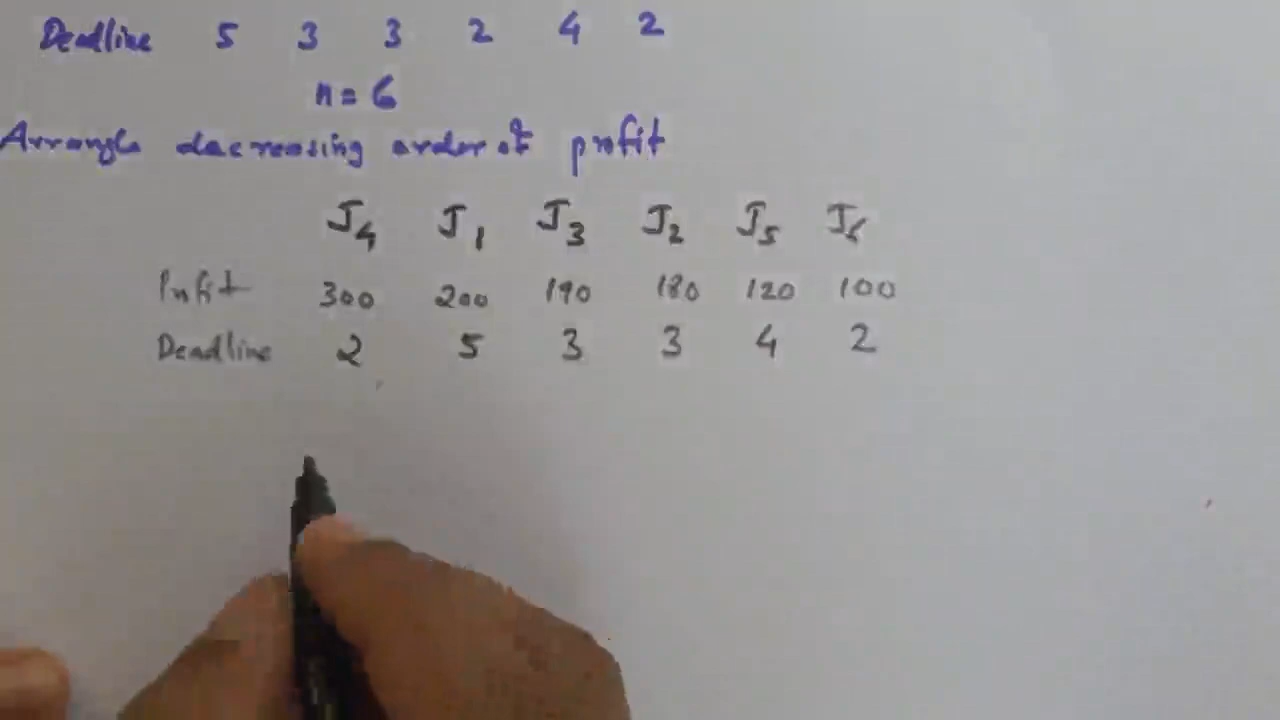 Deadline 5 3 3 2 4 2
n = 6
Arrange decreasing order of profit
J4 J1 J3 J2 J5 J6
Profit 300 200 190 180 120 100
Deadline 2 5 3 3 4 2